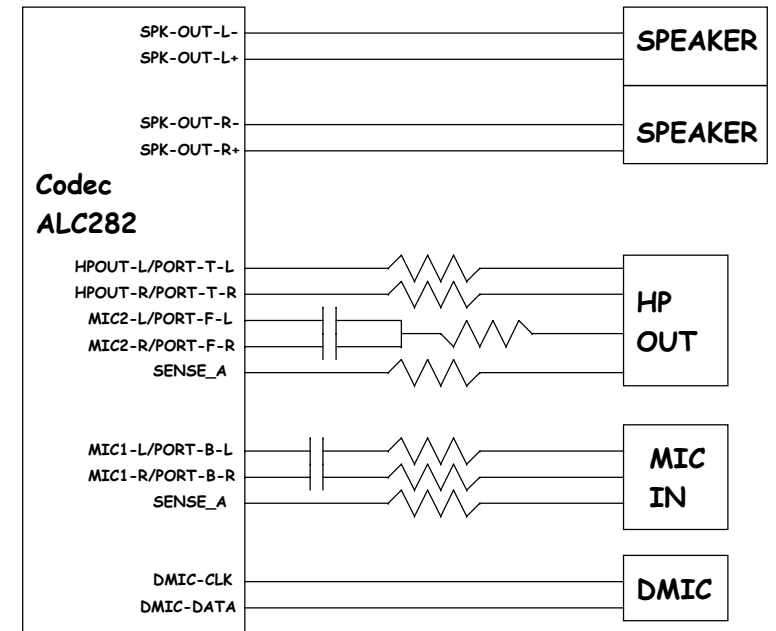 SPK-OUT-L-
SPK-OUT-L+
SPEAKER
SPK-OUT-R-
SPK-OUT-R+
SPEAKER
Codec
ALC282
HPOUT-L/PORT-T-L
HPOUT-R/PORT-T-R
MIC2-L/PORT-F-L
MIC2-R/PORT-F-R
SENSE_A
HP
OUT
MIC1-L/PORT-B-L
MIC1-R/PORT-B-R
SENSE_A
MIC
IN
DMIC-CLK
DMIC-DATA
DMIC